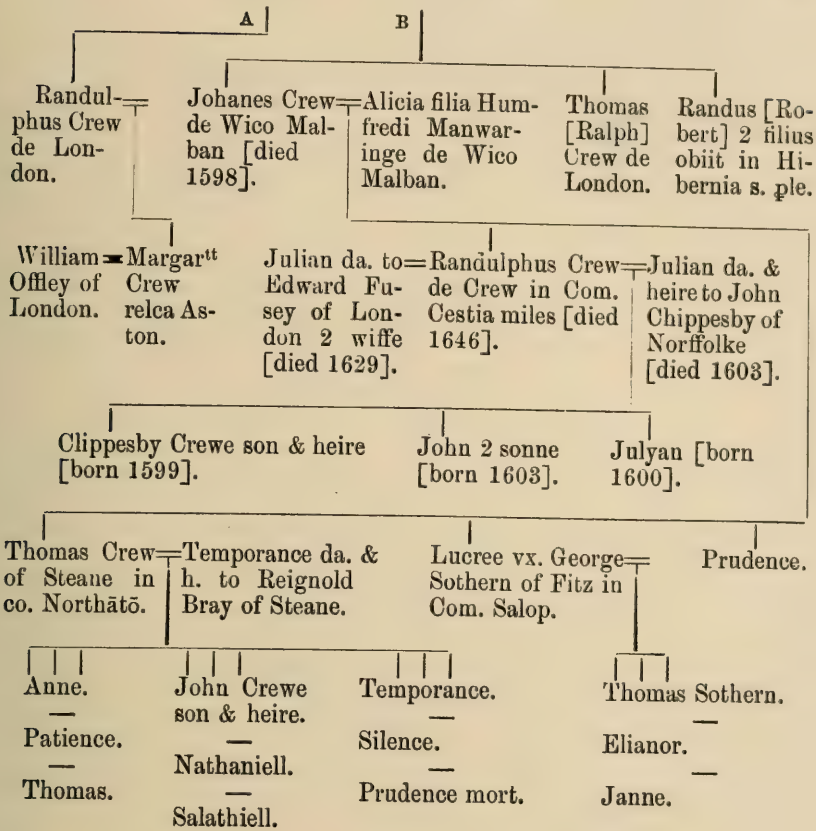 A
B
Randul-
phus Crew
de Lon-
don.
Johanes Crew
de Wico Mal-
ban [died
1598].
Alicia filia Hum-
fredi Manwar-
inge de Wico
Malban.
Thomas
[Ralph]
Crew de
London.
Randus [Ro-
bert] 2 filius
obiit in Hi-
bernia s. ꝑle.
William
Offley of
London.
Margartt
Crew
relca As-
ton.
Julian da. to
Edward Fu-
sey of Lon-
don 2 wiffe
[died 1629].
Randulphus Crew
de Crew in Com.
Cestia miles [died
1646].
Julian da. &
heire to John
Chippesby of
Norffolke
[died 1603].
Clippesby Crewe son & heire
[born 1599].
John 2 sonne
[born 1603].
Julyan [born
1600].
Thomas Crew
of Steane in
co. Northātō.
Temporance da. &
h. to Reignold
Bray of Steane.
Lucree vx. George
Sothern of Fitz in
Com. Salop.
Prudence.
Anne.
—
Patience.
—
Thomas.
John Crewe
son & heire.
—
Nathaniell.
—
Salathiell.
Temporance.
—
Silence.
—
Prudence mort.
Thomas Sothern.
—
Elianor.
—
Janne.